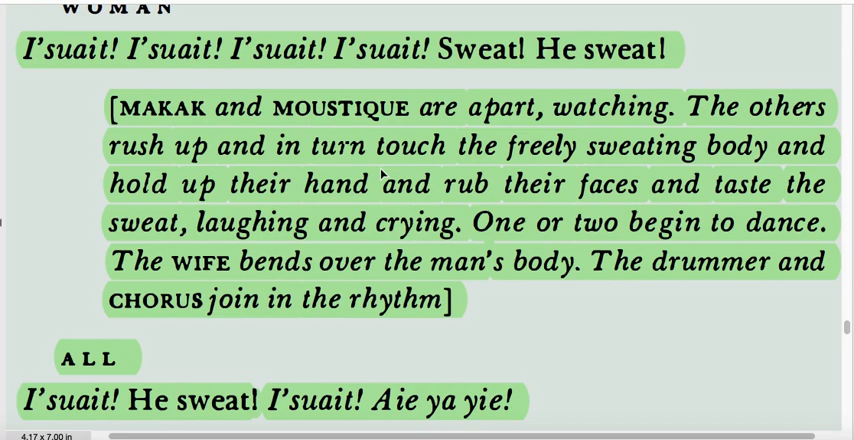 WOMAN
I'suait! I'suait! I'suait! I'suait! Sweat! He sweat!
[MAKAK and MOUSTIQUE are apart, watching. The others
rush up and in turn touch the freely sweating body and
hold up their hand and rub their faces and taste the
sweat, laughing and crying. One or two begin to dance.
The WIFE bends over the man's body. The drummer and
CHORUS join in the rhythm]
ALL
I'suait! He sweat! I'suait! Aie ya yie!
4.17 x 7.00 in